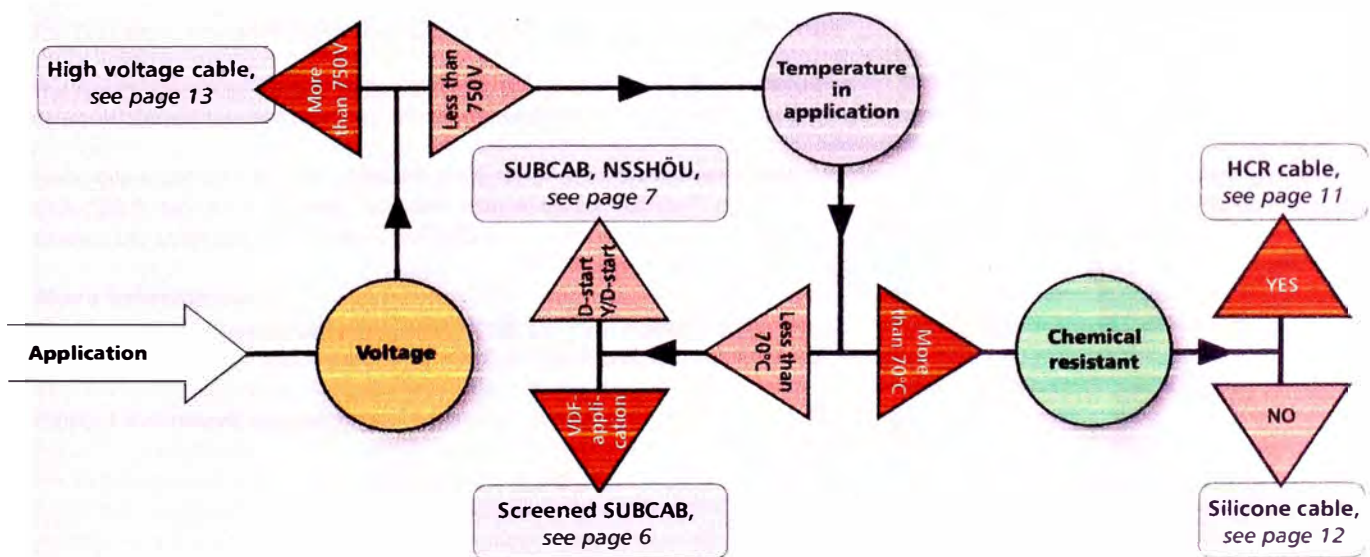 High voltage cable,
see page 13
More
than 750 V
Less than
750 V
Temperature
in
application
SUBCAB, NSSHÖU,
see page 7
HCR cable,
see page 11
D-start
Y/D-start
YES
Application
Voltage
Less than
70°C
More
than 70°C
Chemical
resistant
VDF-
appli-
cation
NO
Screened SUBCAB,
see page 6
Silicone cable,
see page 12